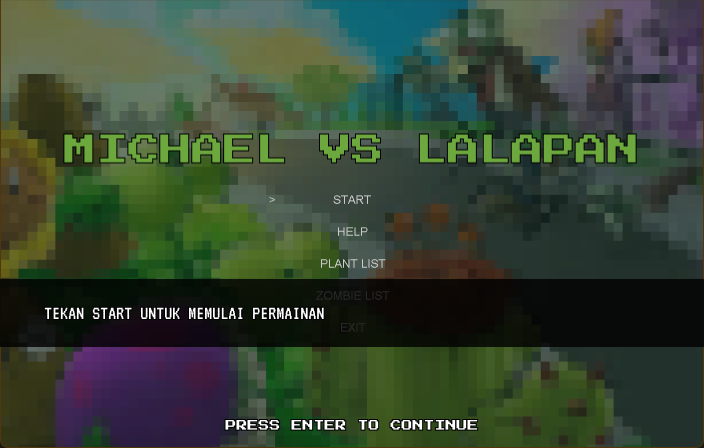 MICHAEL VS LALAPAN
> START
HELP
PLANT LIST
ZOMBIE LIST
TEKAN START UNTUK MEMULAI PERMAINAN
EXIT
PRESS ENTER TO CONTINUE